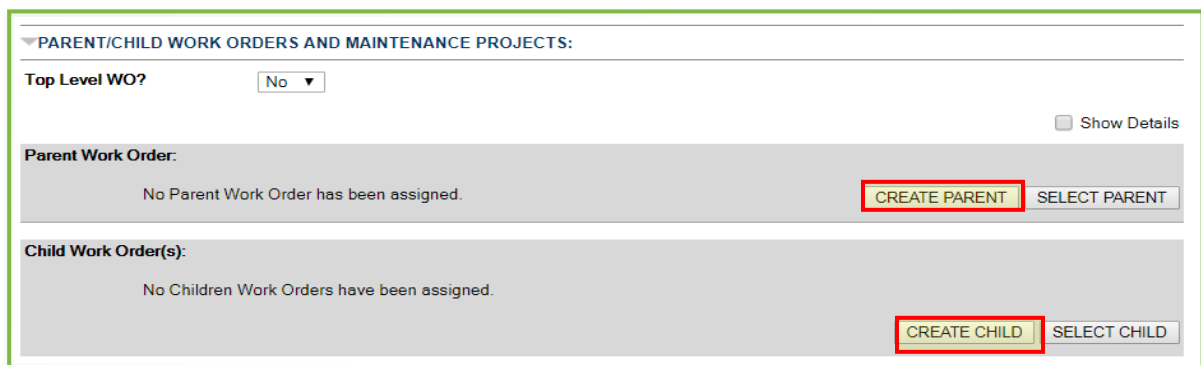 PARENT/CHILD WORK ORDERS AND MAINTENANCE PROJECTS:
Top Level WO? No
Show Details
Parent Work Order:
No Parent Work Order has been assigned. CREATE PARENT SELECT PARENT
Child Work Order(s):
No Children Work Orders have been assigned.
CREATE CHILD SELECT CHILD